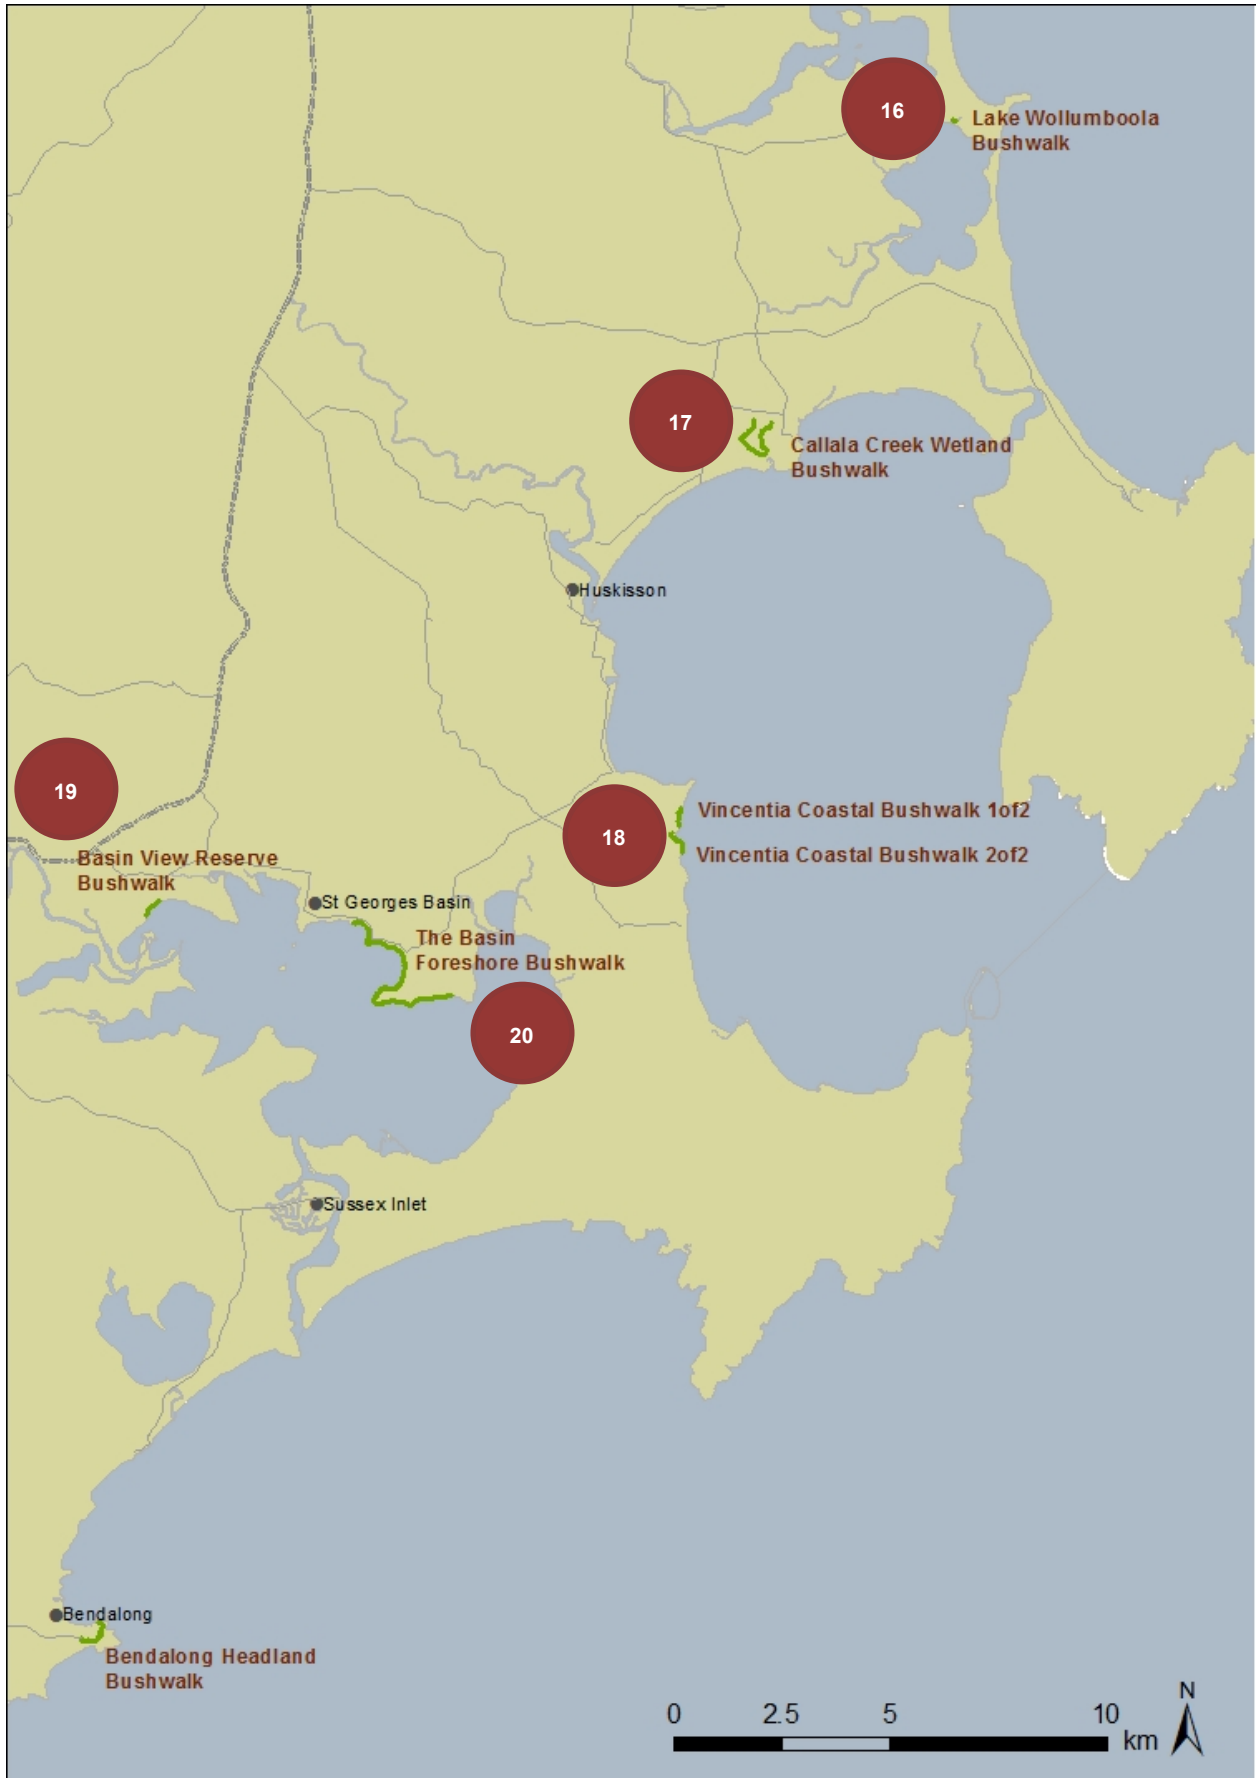 16
Lake Wollumboola
Bushwalk
17
Callala Creek Wetland
Bushwalk
Huskisson
19
18
Vincentia Coastal Bushwalk 1of2
Vincentia Coastal Bushwalk 2of2
Basin View Reserve
Bushwalk
St Georges Basin
The Basin
Foreshore Bushwalk
20
Sussex Inlet
Bendalong
Bendalong Headland
Bushwalk
N
0 2.5 5 10
km